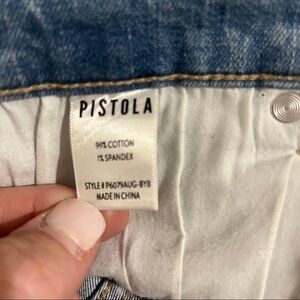 PISTOLA
99% COTTON
1% SPANDEX
STYLE# P6079AUG-BYB
MADE IN CHINA